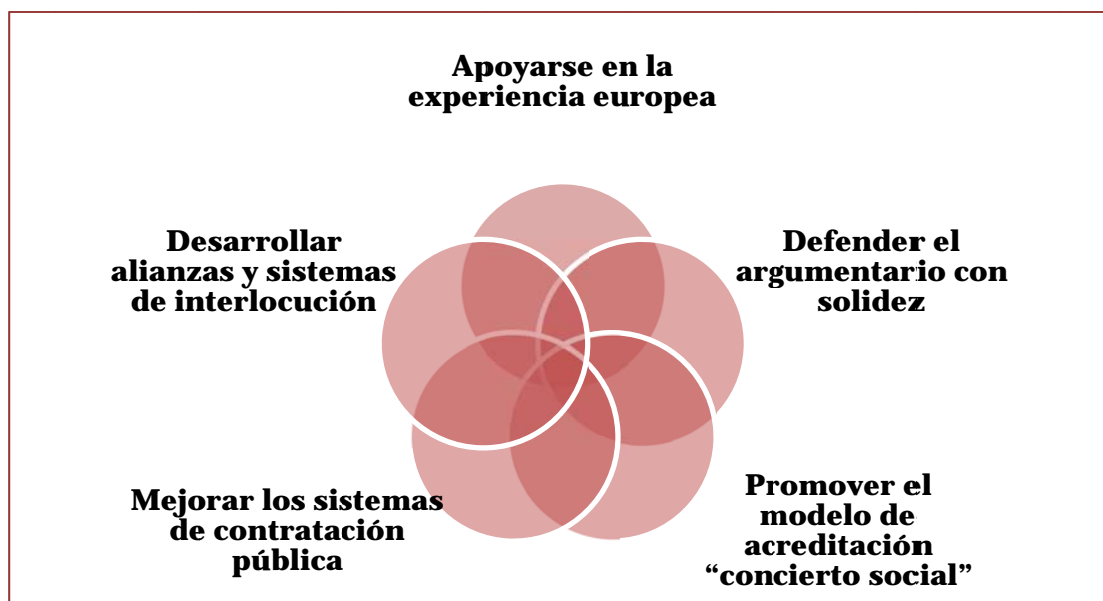 Apoyarse en la
experiencia europea
Desarrollar
alianzas y sistemas
de interlocución
Defender el
argumentario con
solidez
Mejorar los sistemas
de contratación
pública
Promover el
modelo de
acreditación
“concierto social”